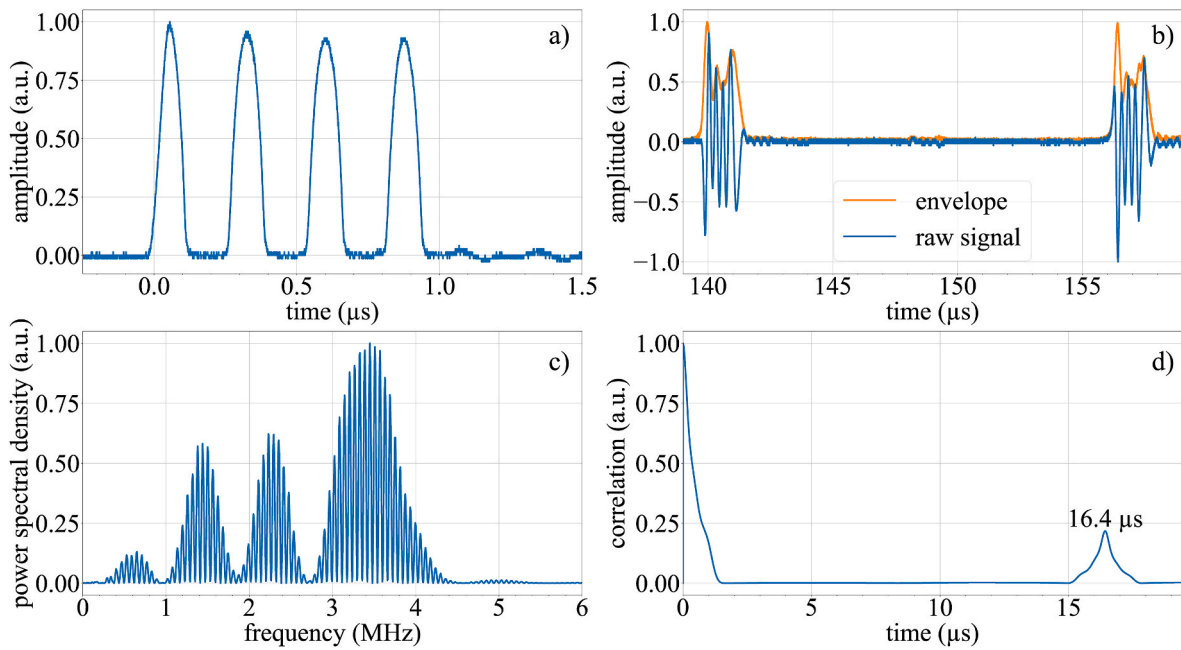 a)
1.00
0.75
0.50
0.25
0.00
amplitude (a.u.)
0.0 0.5 1.0 1.5
time (µs)
b)
1.0
0.5
0.0
−0.5
−1.0
amplitude (a.u.)
envelope
raw signal
140 145 150 155
time (µs)
c)
1.00
0.75
0.50
0.25
0.00
power spectral density (a.u.)
0 1 2 3 4 5 6
frequency (MHz)
d)
1.00
0.75
0.50
0.25
0.00
correlation (a.u.)
16.4 µs
0 5 10 15
time (µs)